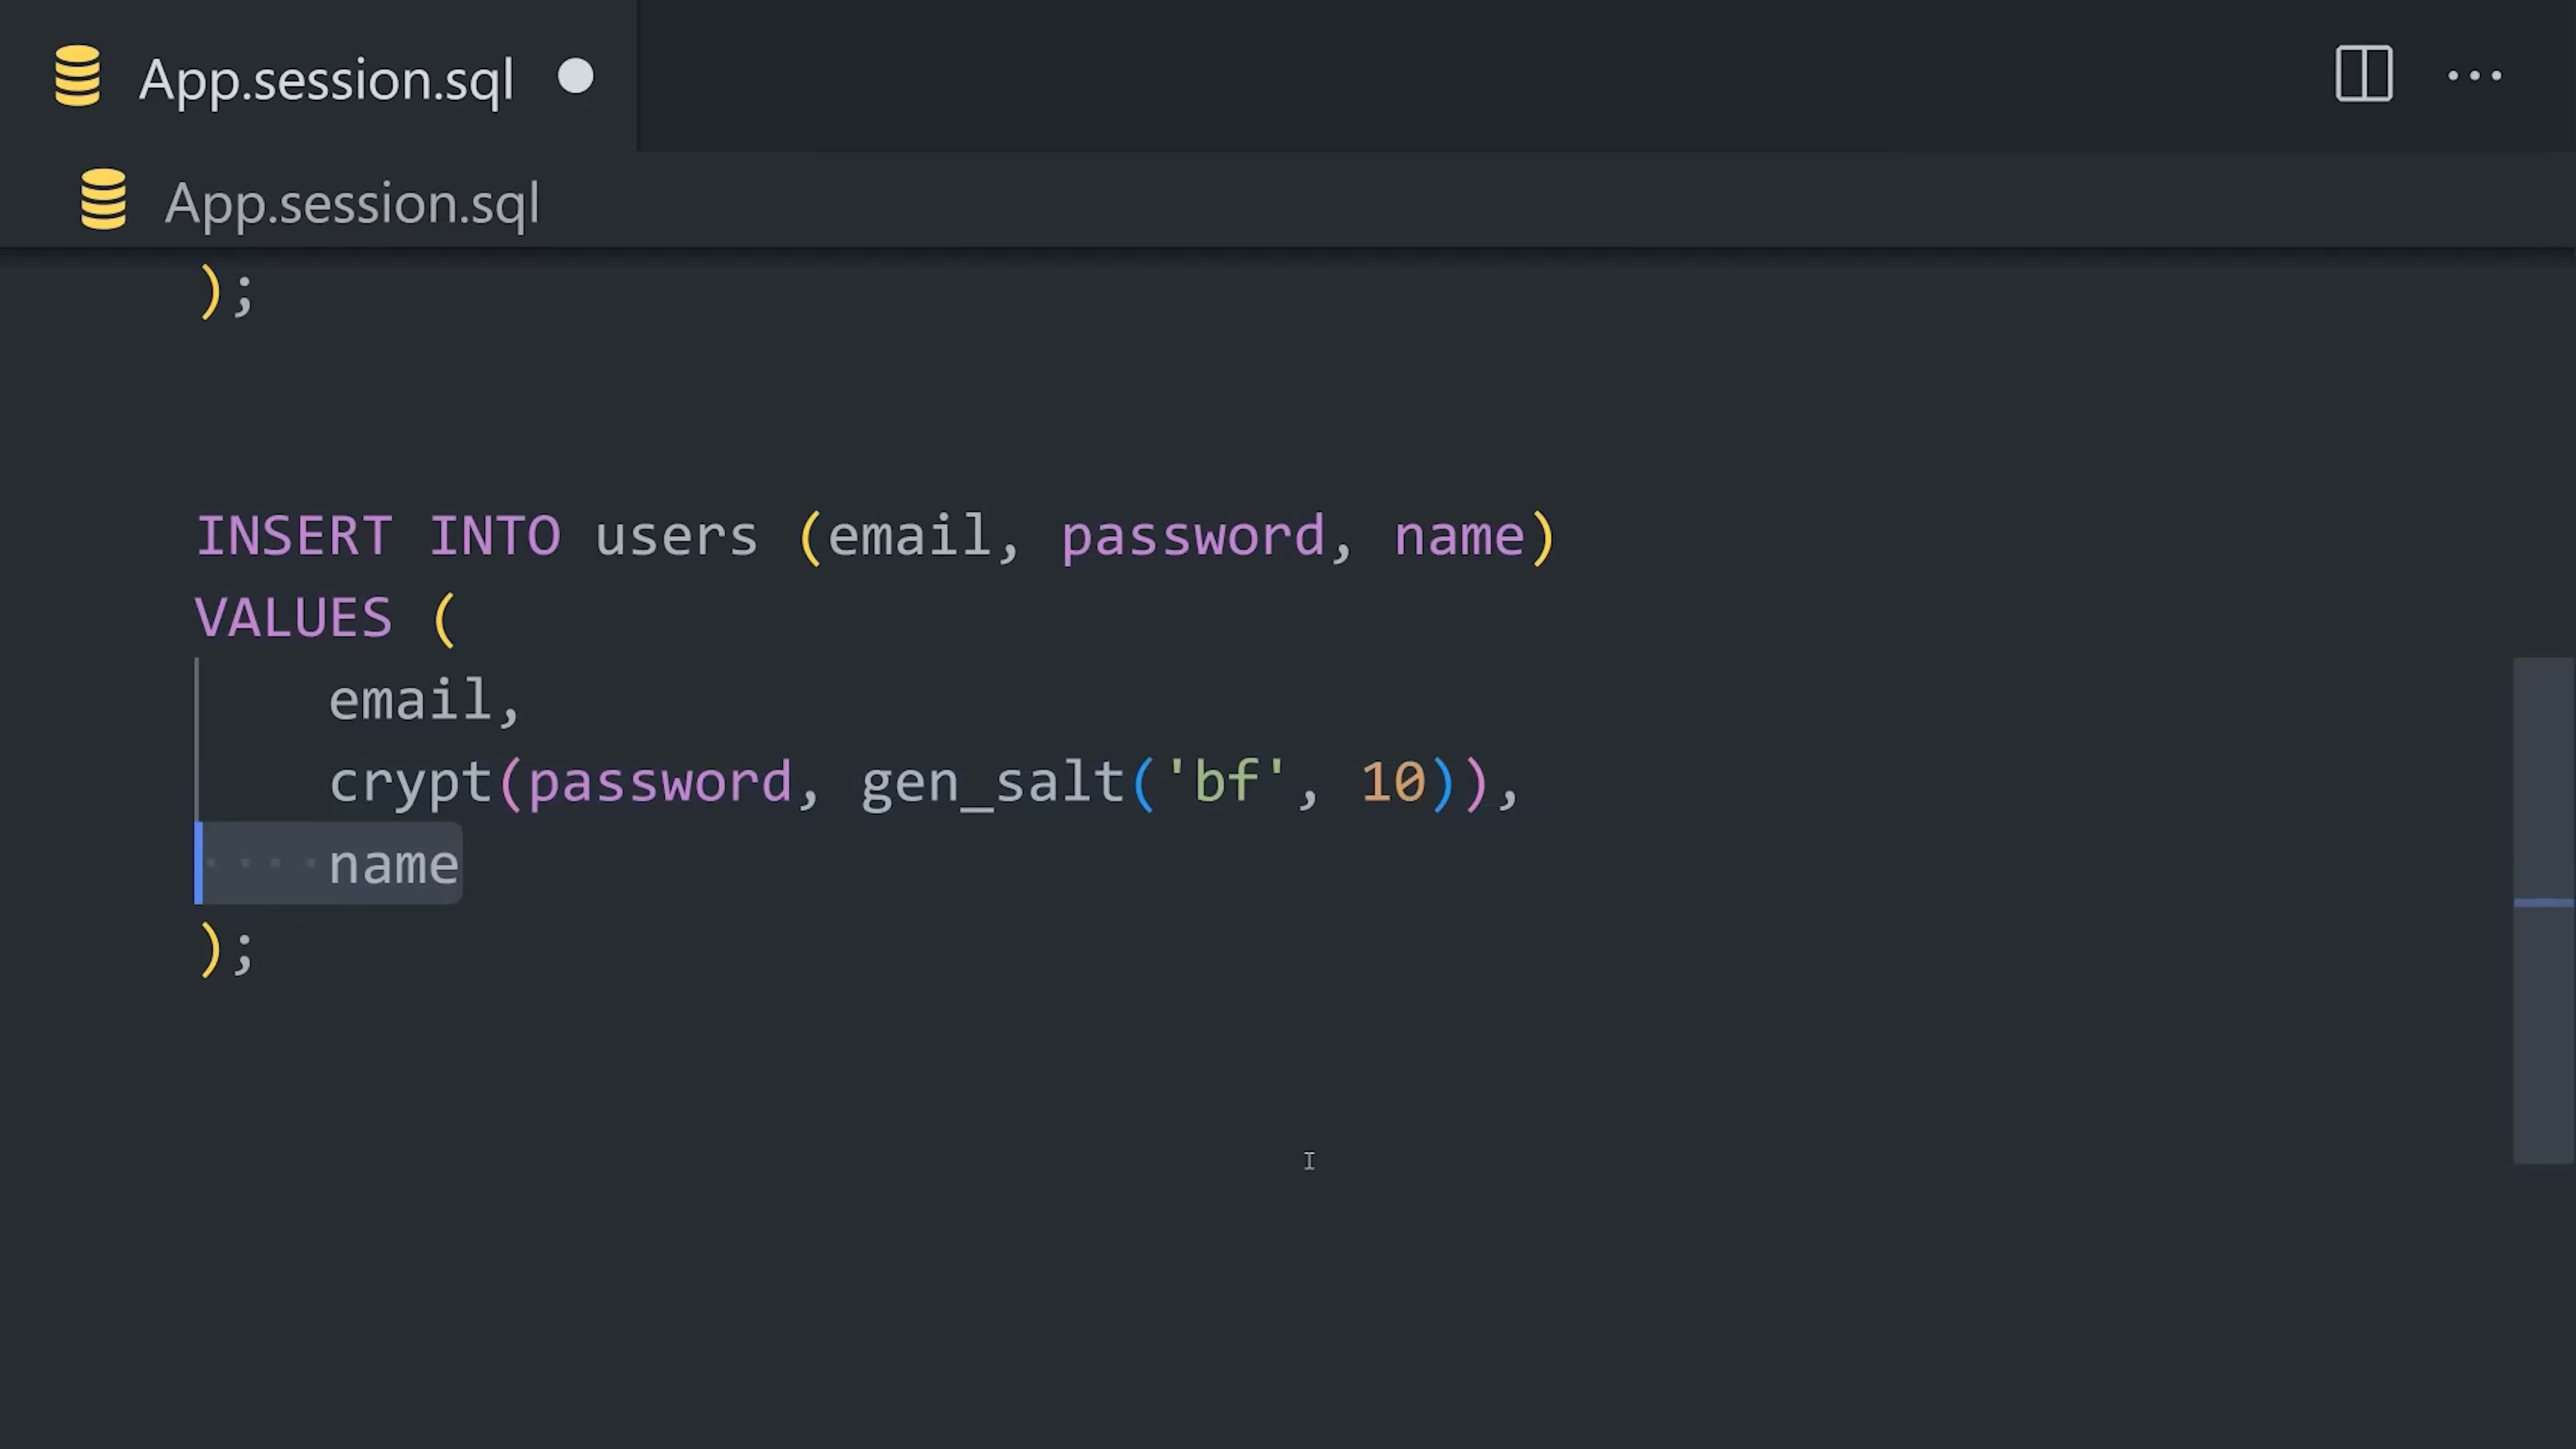 App.session.sql
App.session.sql
);
INSERT INTO users (email, password, name)
VALUES (
    email,
    crypt(password, gen_salt('bf', 10)),
    name
);